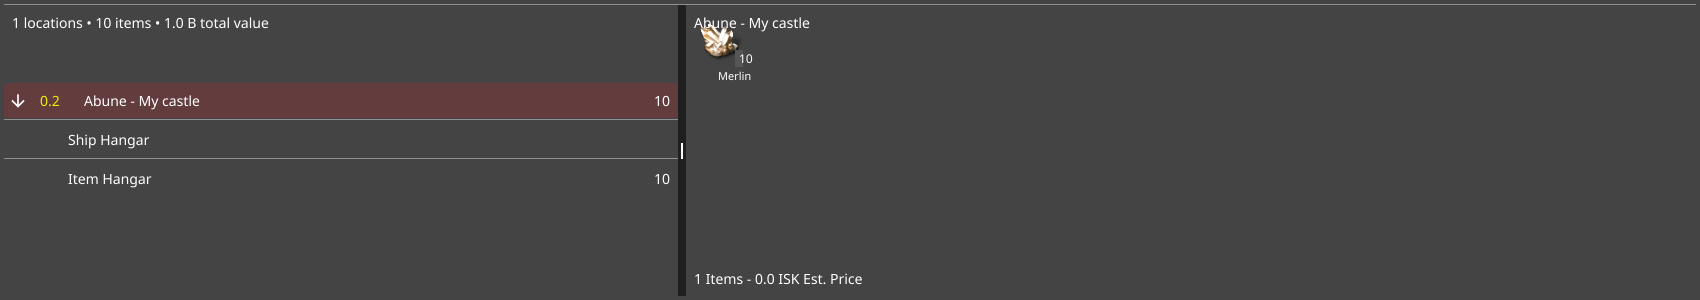 1 locations • 10 items • 1.0 B total value
0.2 Abune - My castle 10
Ship Hangar
Item Hangar 10
Abune - My castle
10
Merlin
1 Items - 0.0 ISK Est. Price